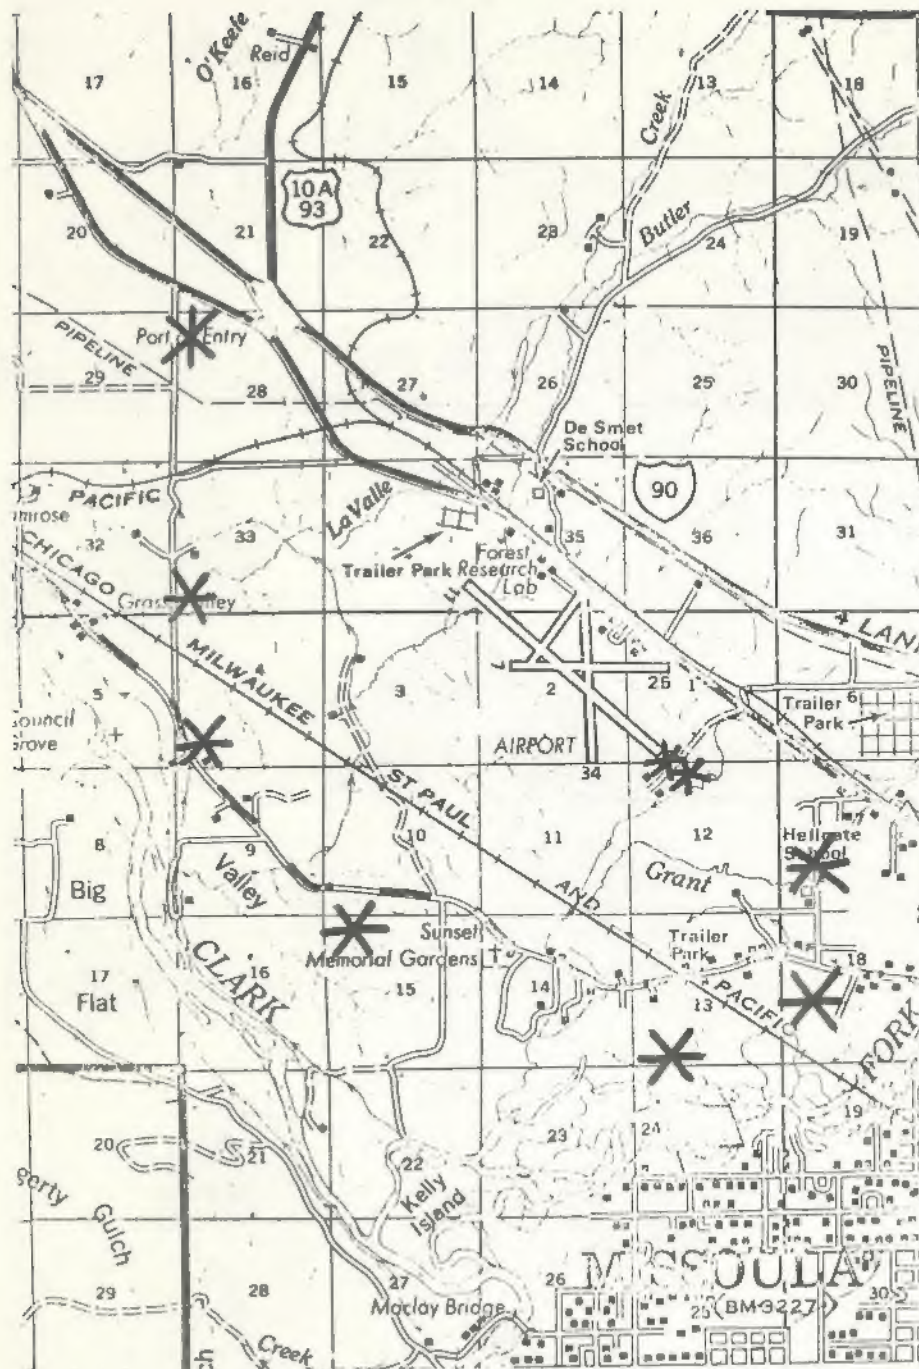 O'Keefe
Reid
17
16
15
14
13
18
Creek
10A
93
20
21
22
23
Butler
24
19
Port of Entry
PIPELINE
29
28
27
26
25
30
PIPELINE
De Smet
School
PACIFIC
90
LaValle
32
33
35
36
31
CHICAGO
Trailer Park
Forest
Research
Lab
Grass Valley
11
LAND
MILWAUKEE
5
3
7
2
25
1
6
Council
Grove
Trailer
Park
AIRPORT
34
ST PAUL
8
9
10
11
12
Hellgate
School
Big
Valley
AND
Grant
Sunset
Memorial Gardens
Trailer
Park
CLARK
16
17
Flat
15
14
13
18
PACIFIC
FORK
19
20
21
22
23
24
Kelly
Island
Gulch
MISSOULA
29
28
27
26
25
(BM 3227)
30
Maclay Bridge
Creek